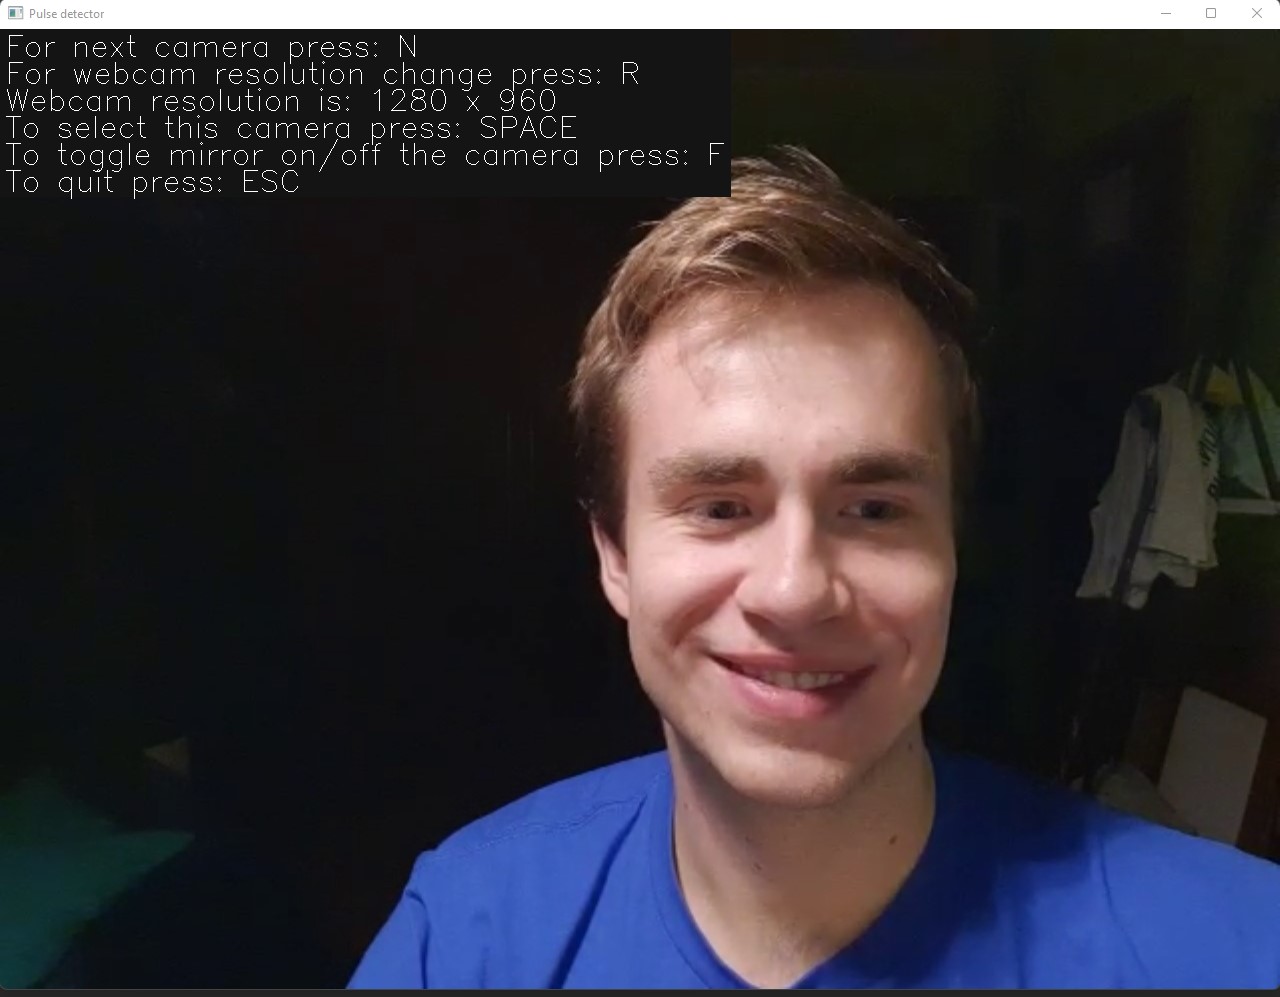 Pulse detector
For next camera press: N
For webcam resolution change press: R
Webcam resolution is: 1280 x 960
To select this camera press: SPACE
To toggle mirror on/off the camera press: F
To quit press: ESC